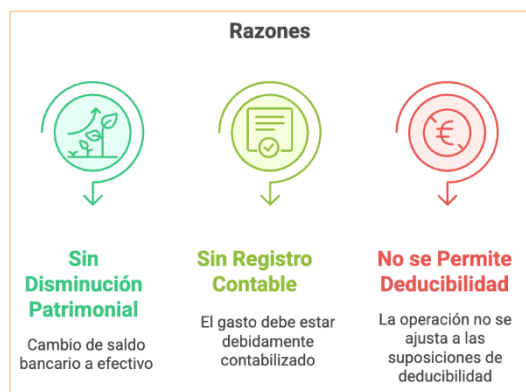 Razones
Sin
Disminución
Patrimonial
Cambio de saldo
bancario a efectivo
Sin Registro
Contable
El gasto debe estar
debidamente
contabilizado
€
No se Permite
Deducibilidad
La operación no se
ajusta a las
suposiciones de
deducibilidad